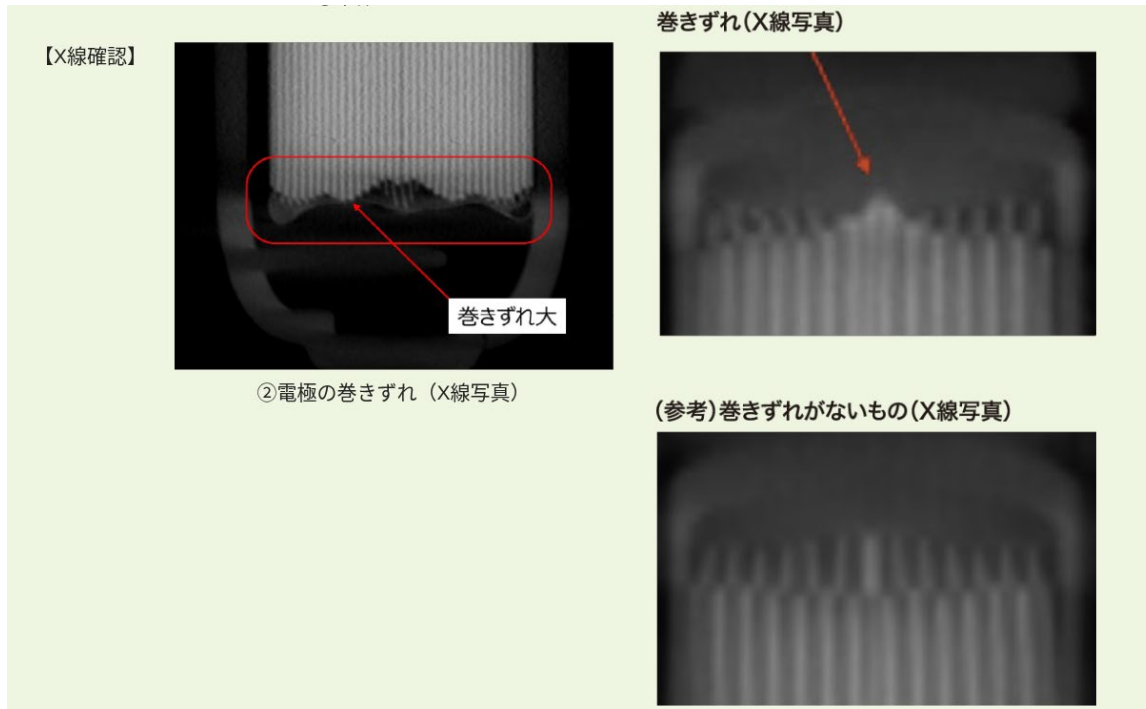 【X線確認】
巻きずれ大
②電極の巻きずれ（X線写真）
巻きずれ（X線写真）
（参考）巻きずれがないもの（X線写真）